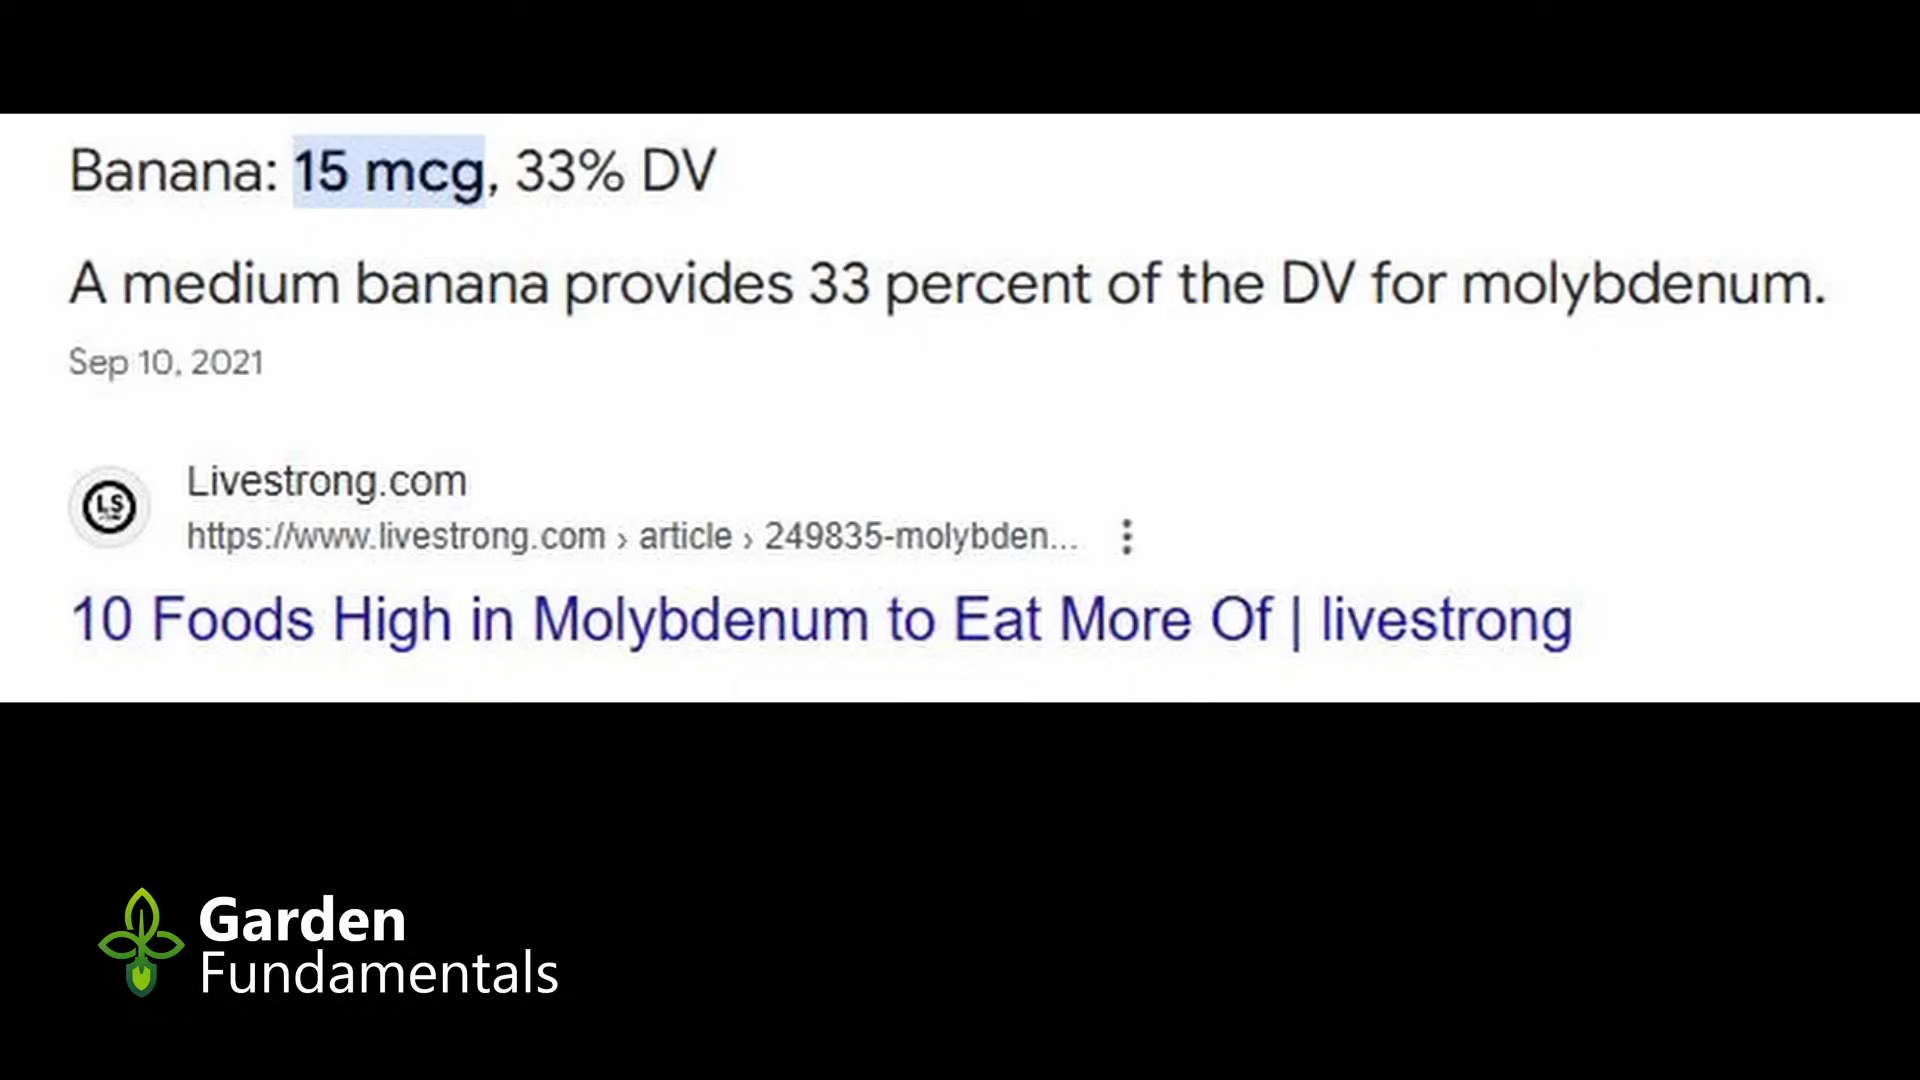 Banana: 15 mcg, 33% DV
A medium banana provides 33 percent of the DV for molybdenum.
Sep 10, 2021
LS
Livestrong.com
https://www.livestrong.com › article › 249835-molybden...
10 Foods High in Molybdenum to Eat More Of | livestrong
Garden
Fundamentals